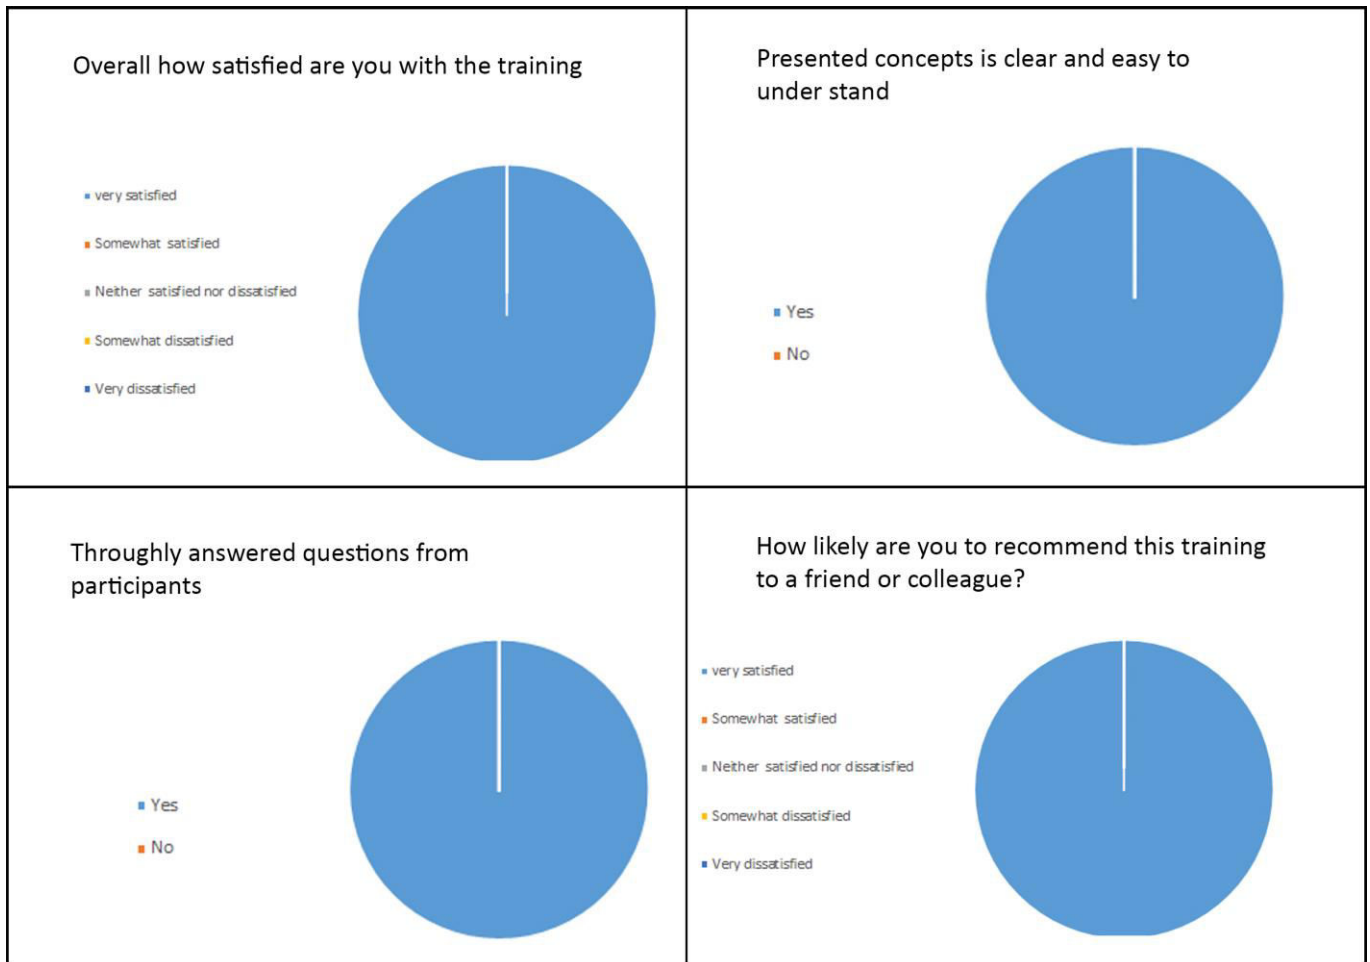 Overall how satisfied are you with the training
very satisfied
Somewhat satisfied
Neither satisfied nor dissatisfied
Somewhat dissatisfied
Very dissatisfied
Presented concepts is clear and easy to
under stand
Yes
No
Throughly answered questions from
participants
Yes
No
How likely are you to recommend this training
to a friend or colleague?
very satisfied
Somewhat satisfied
Neither satisfied nor dissatisfied
Somewhat dissatisfied
Very dissatisfied